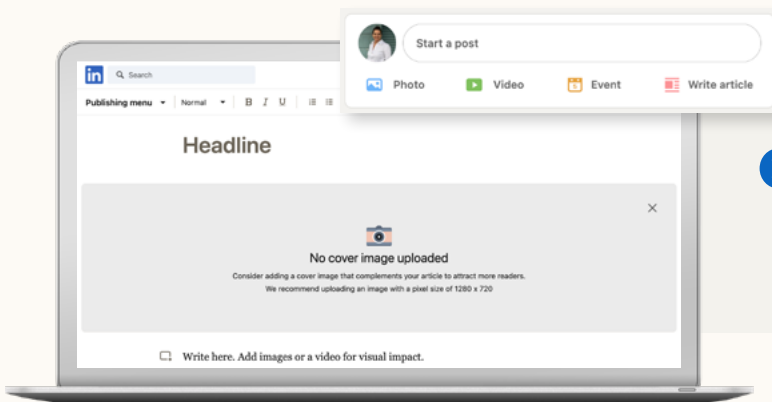 Start a post
Photo Video Event Write article
in Search
Publishing menu Normal B I U
Headline
No cover image uploaded
Consider adding a cover image that complements your article to attract more readers.
We recommend uploading an image with a pixel size of 1280 x 720
Write here. Add images or a video for visual impact.